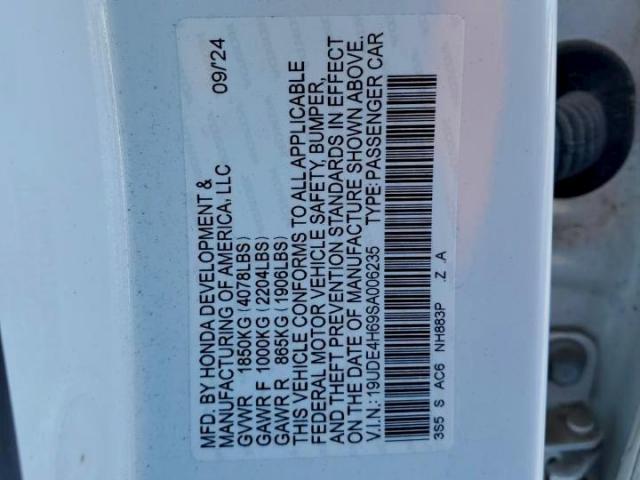 MFD. BY HONDA DEVELOPMENT & 09/'24
MANUFACTURING OF AMERICA, LLC
GVWR 1850KG (4078LBS)
GAWR F 1000KG (2204LBS)
GAWR R 865KG (1906LBS)
THIS VEHICLE CONFORMS TO ALL APPLICABLE
FEDERAL MOTOR VEHICLE SAFETY, BUMPER,
AND THEFT PREVENTION STANDARDS IN EFFECT
ON THE DATE OF MANUFACTURE SHOWN ABOVE.
V.I.N.: 19UDE4H69SA006235 TYPE: PASSENGER CAR
3S5 S AC6 NH883P .Z .A